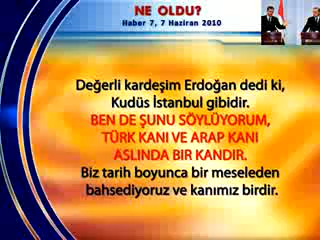 NE OLDU?
Haber 7, 7 Haziran 2010
Değerli kardeşim Erdoğan dedi ki,
Kudüs İstanbul gibidir.
BEN DE ŞUNU SÖYLÜYORUM,
TÜRK KANI VE ARAP KANI
ASLINDA BIR KANDIR.
Biz tarih boyunca bir meseleden
bahsediyoruz ve kanımız birdir.